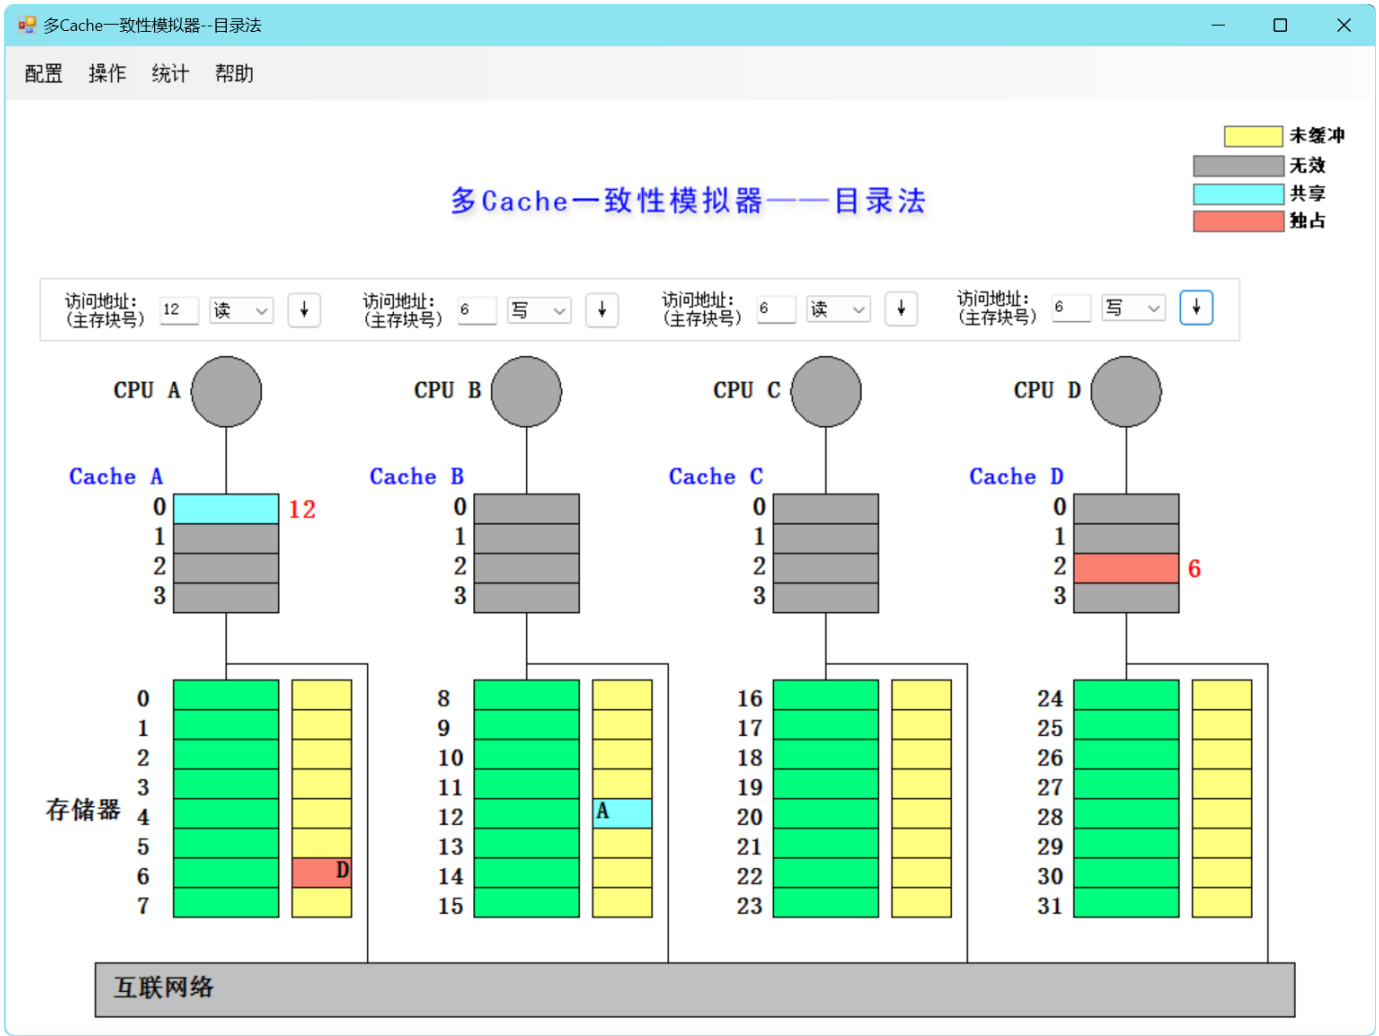 多Cache一致性模拟器--目录法
配置 操作 统计 帮助
未缓冲
无效
共享
独占
多Cache一致性模拟器——目录法
访问地址: (主存块号) 12 读 ↓
访问地址: (主存块号) 6 写 ↓
访问地址: (主存块号) 6 读 ↓
访问地址: (主存块号) 6 写 ↓
CPU A CPU B CPU C CPU D
Cache A Cache B Cache C Cache D
0 12 0 0 0
1 1 1 1
2 2 2 2 6
3 3 3 3
0 8 16 24
1 9 17 25
2 10 18 26
3 11 19 27
存储器 4 12 A 20 28
5 13 21 29
6 D 14 22 30
7 15 23 31
互联网络